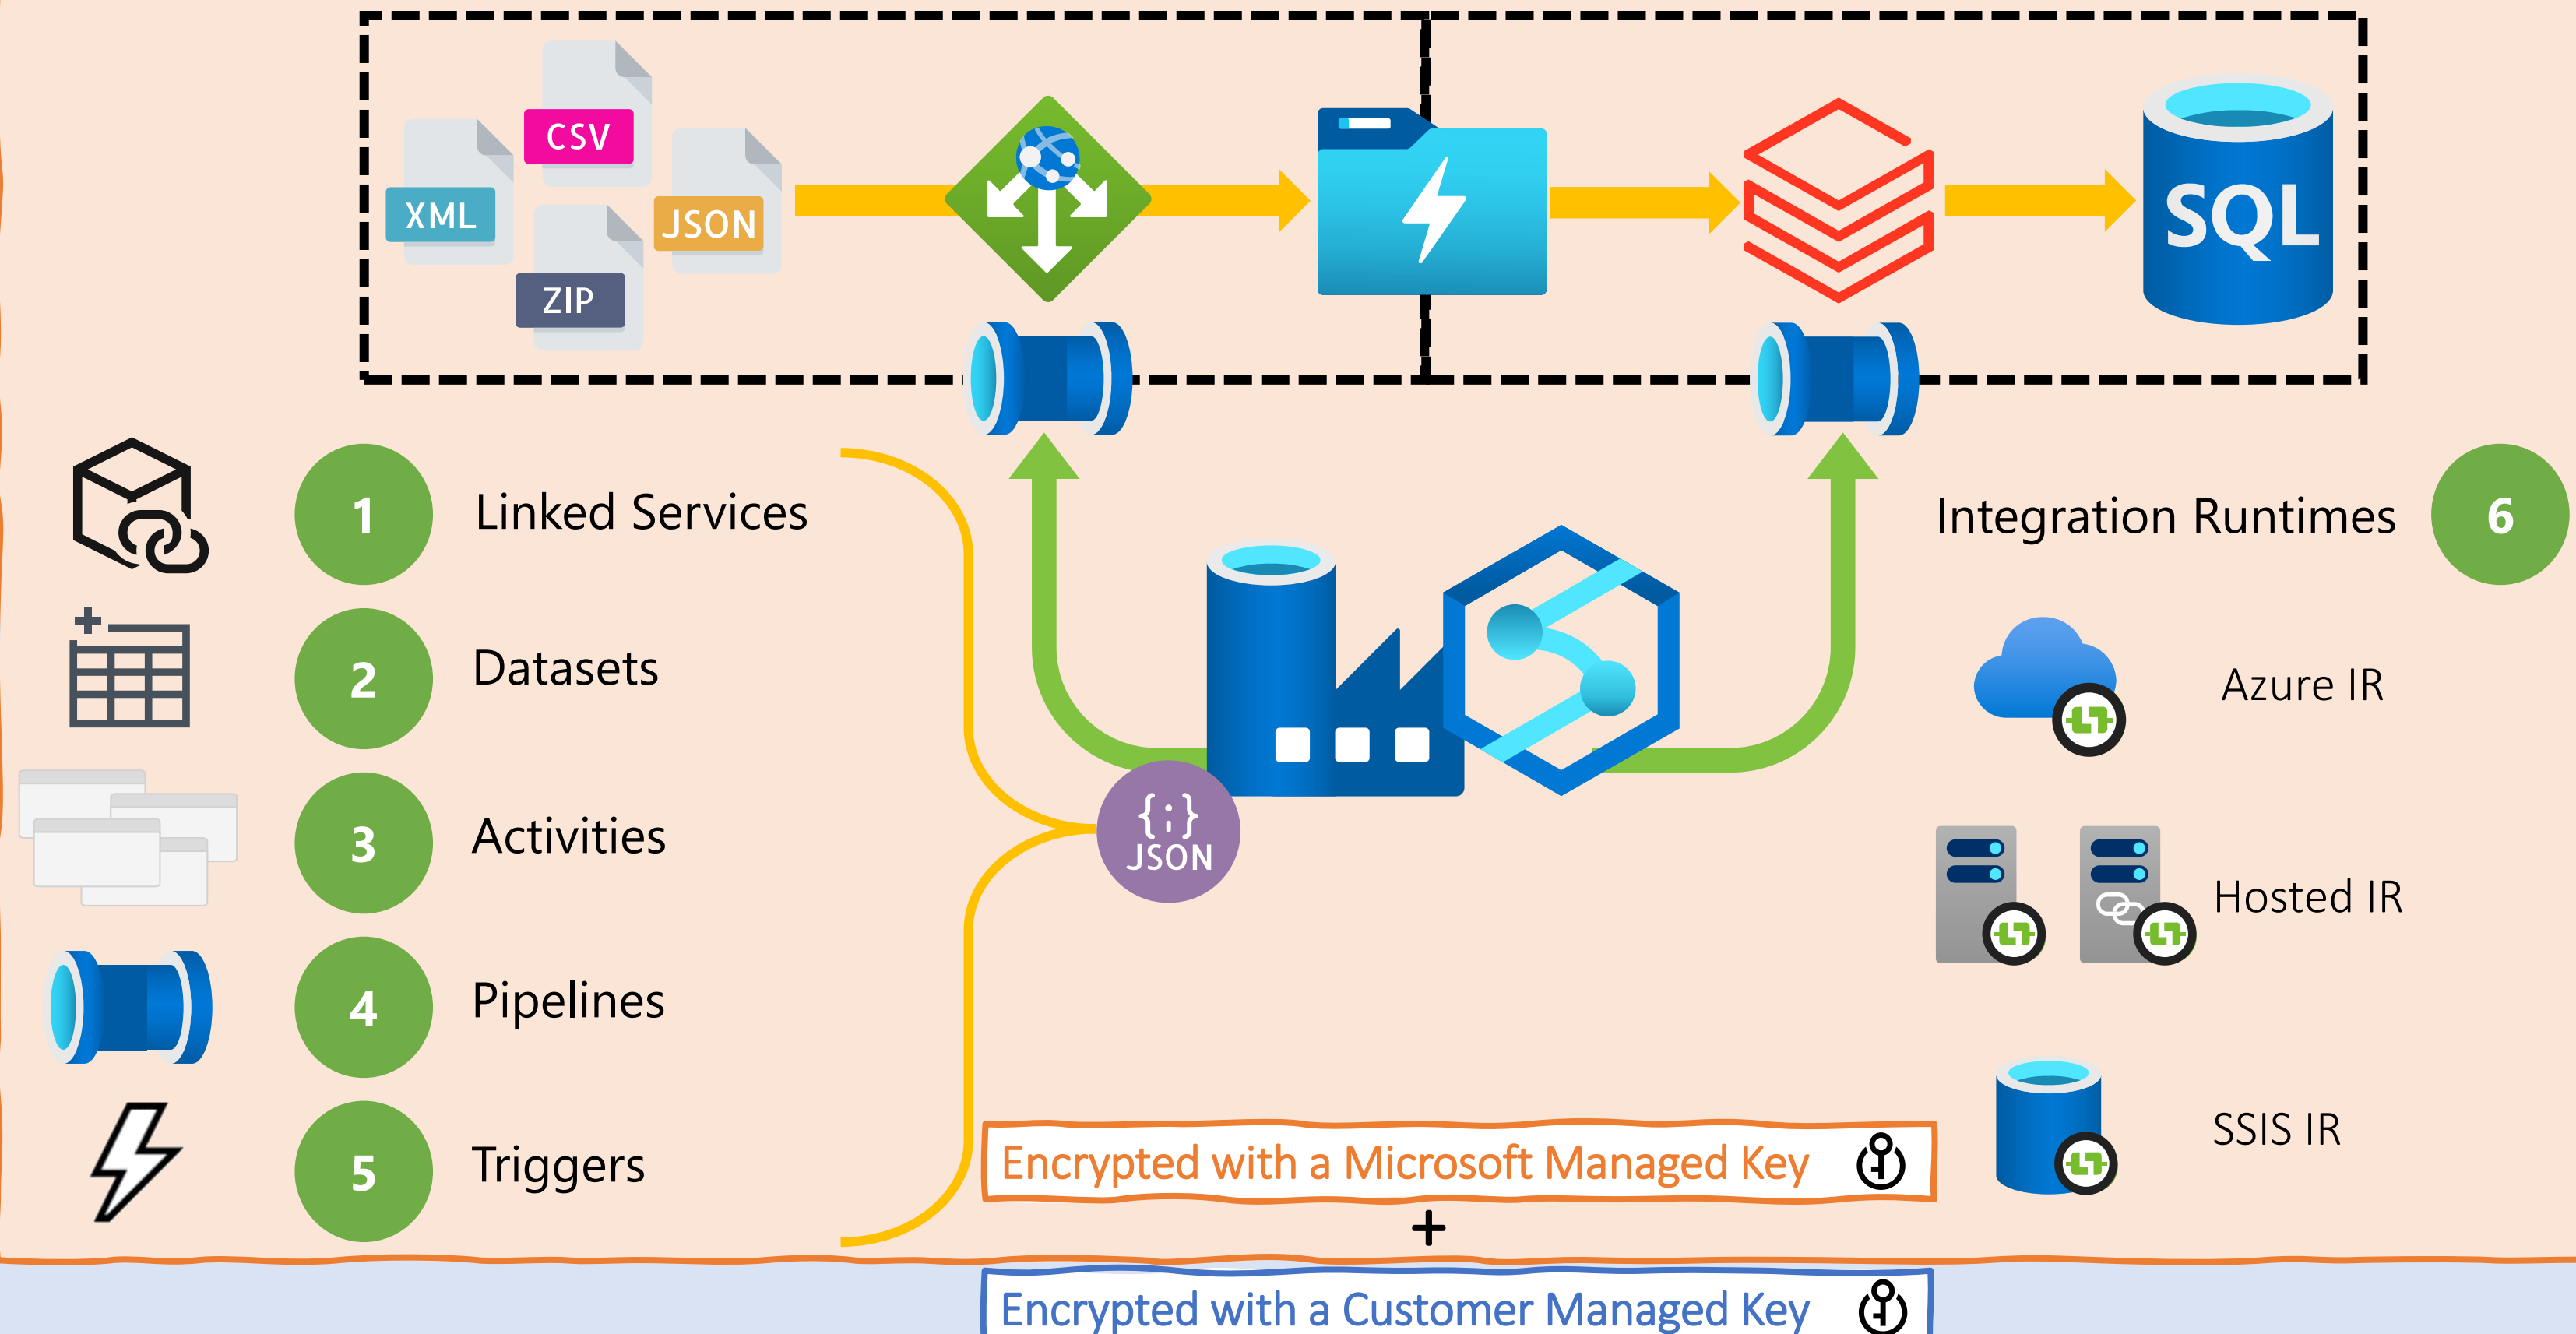 CSV
XML
JSON
ZIP
SQL
1 Linked Services
Integration Runtimes 6
2 Datasets
Azure IR
3 Activities
{;}
JSON
Hosted IR
4 Pipelines
5 Triggers
Encrypted with a Microsoft Managed Key
SSIS IR
+
Encrypted with a Customer Managed Key